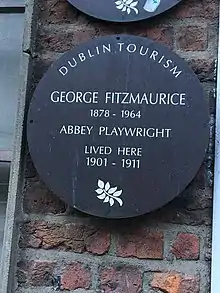 DUBLIN TOURISM
GEORGE FITZMAURICE
1878 - 1964
ABBEY PLAYWRIGHT
LIVED HERE
1901 - 1911